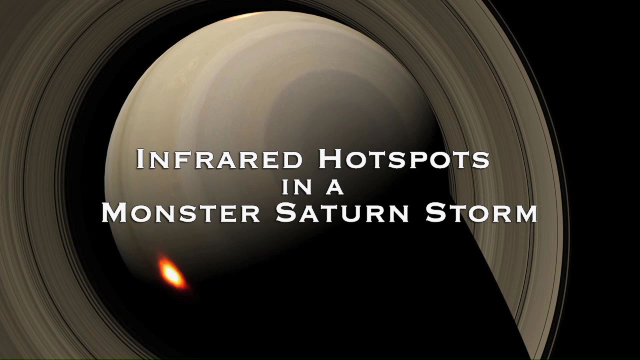 Infrared Hotspots
in a
Monster Saturn Storm